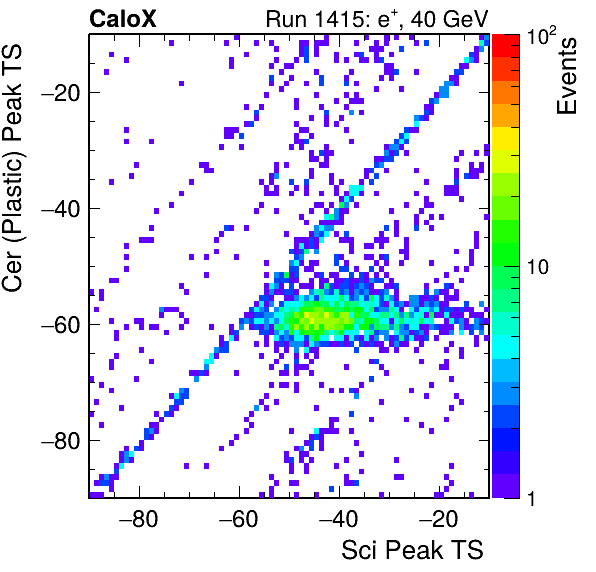 CaloX
Run 1415: e⁺, 40 GeV
Cer (Plastic) Peak TS
−20
−40
−60
−80
−80
−60
−40
−20
Sci Peak TS
10²
10
1
Events